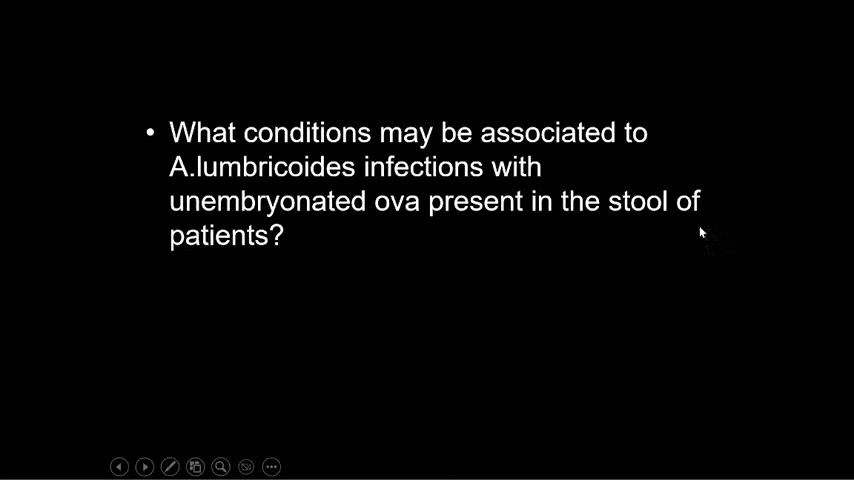 • What conditions may be associated to
A.lumbricoides infections with
unembryonated ova present in the stool of
patients?